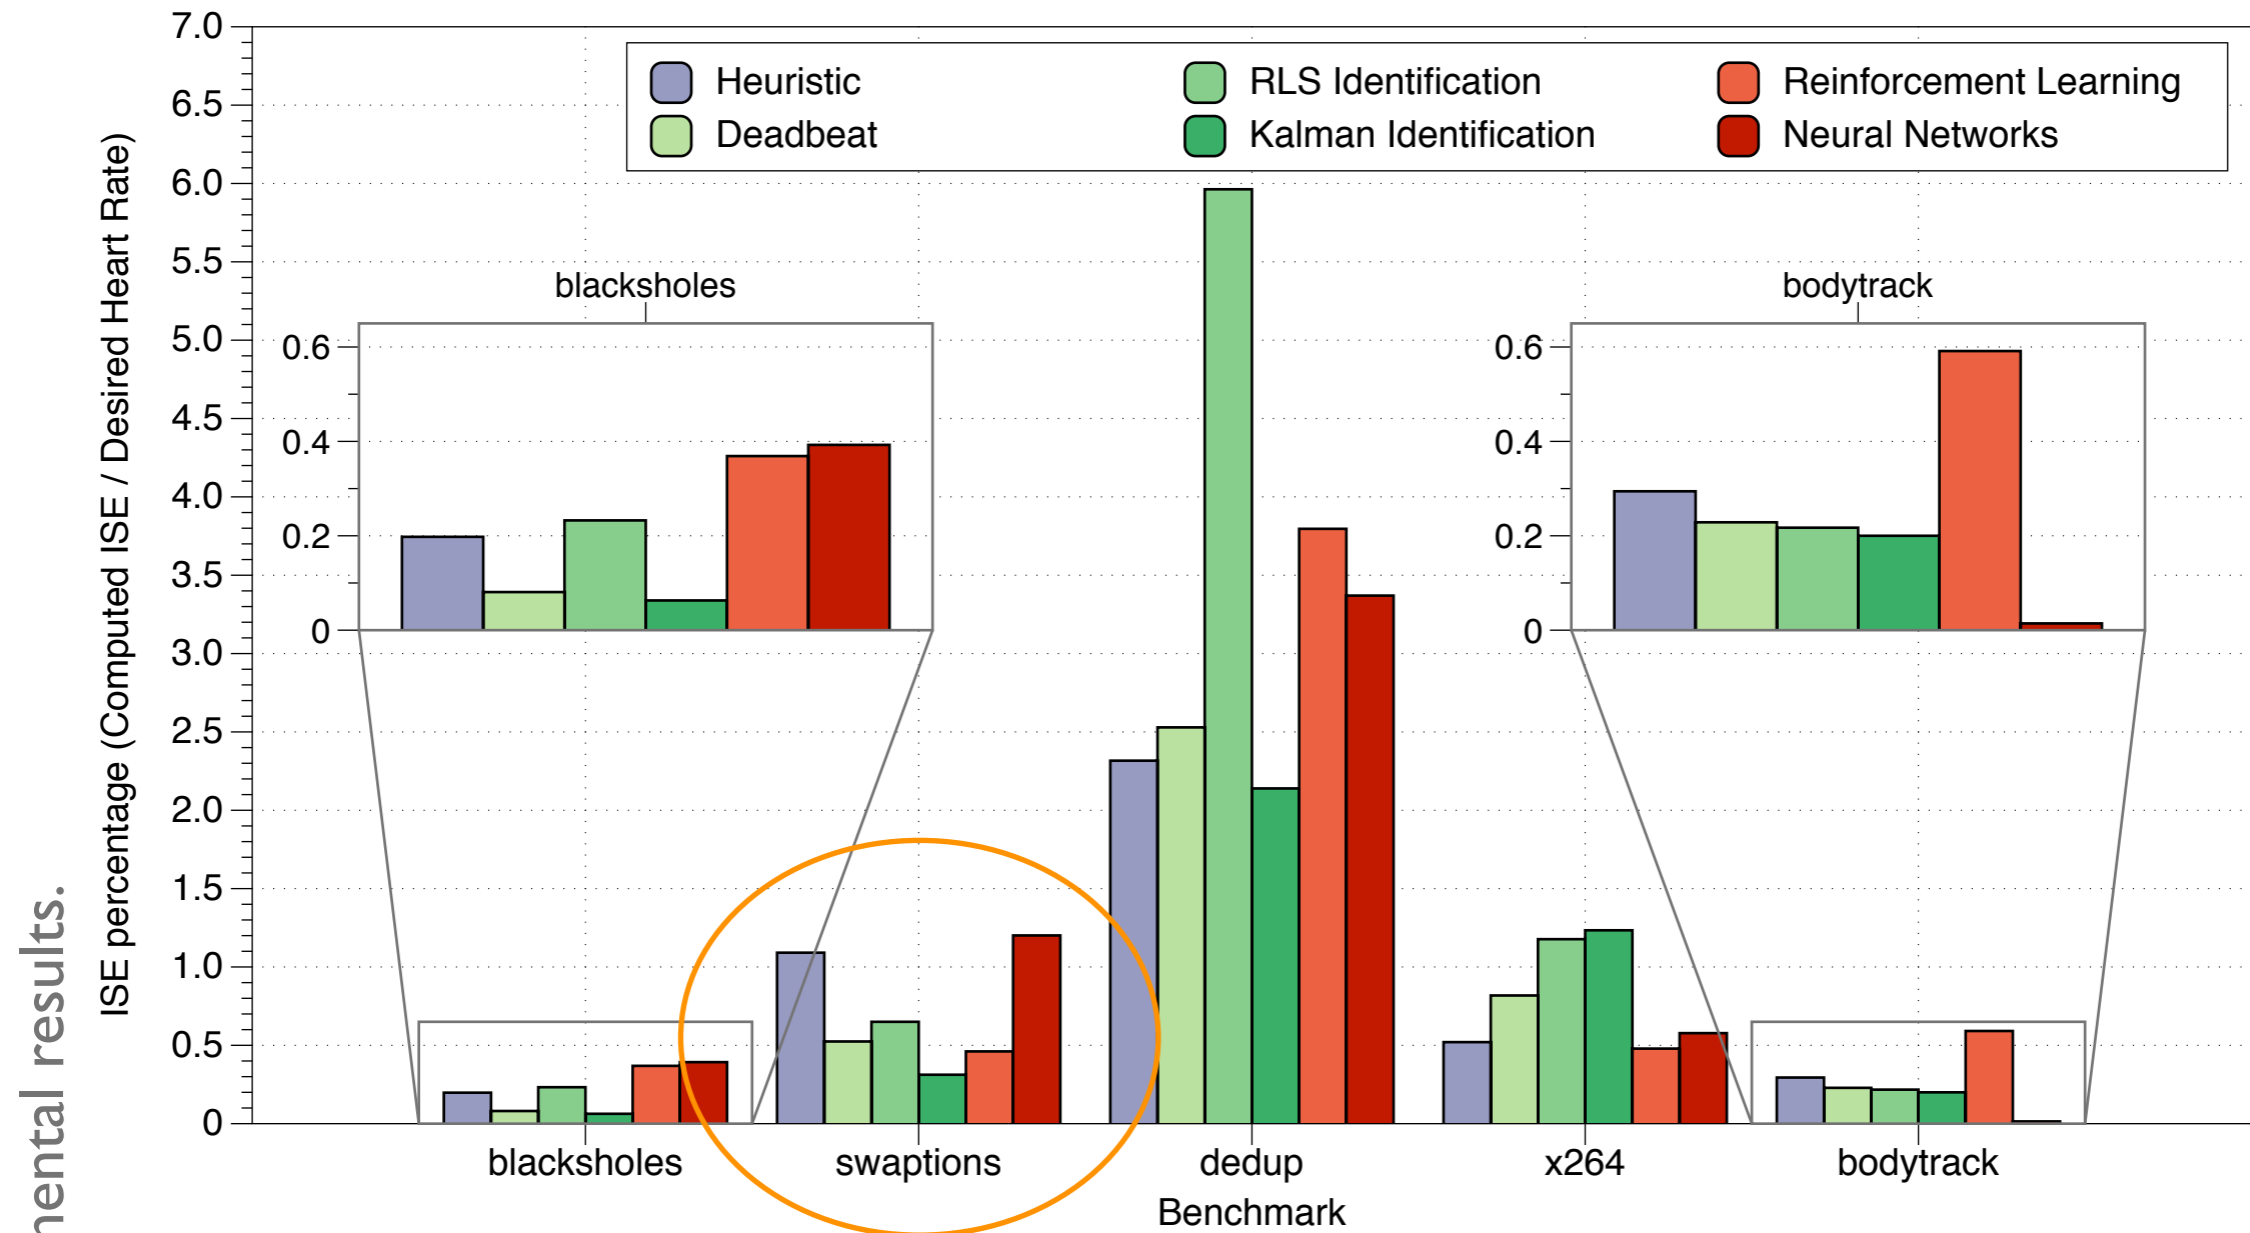 7.0
6.5
6.0
5.5
5.0
4.5
4.0
3.5
3.0
2.5
2.0
1.5
1.0
0.5
0
ISE percentage (Computed ISE / Desired Heart Rate)
Heuristic
Deadbeat
RLS Identification
Kalman Identification
Reinforcement Learning
Neural Networks
blacksholes
0.6
0.4
0.2
0
bodytrack
0.6
0.4
0.2
0
blacksholes swaptions dedup x264 bodytrack
Benchmark
results.